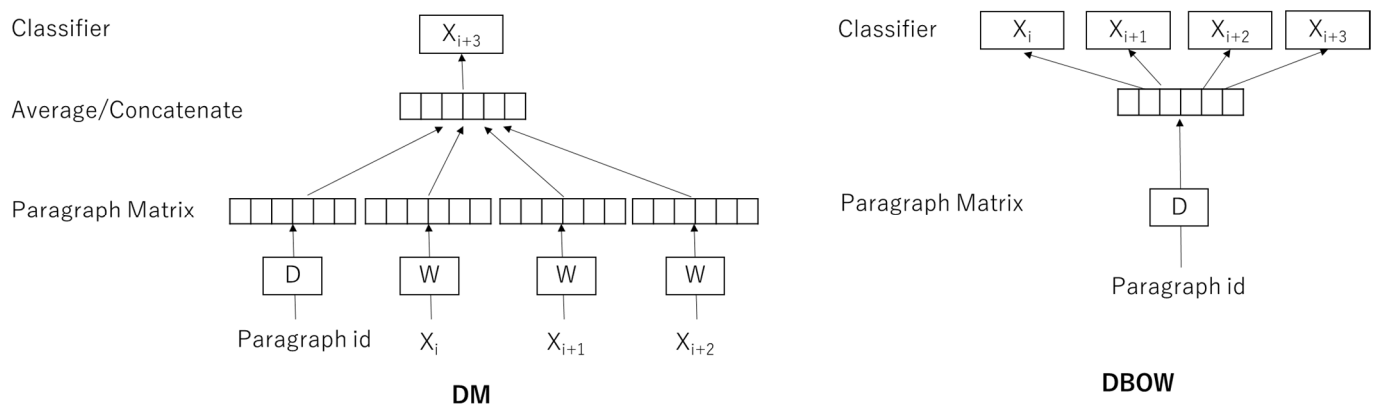 Classifier
X_{i+3}
Average/Concatenate
Paragraph Matrix
D W W W
Paragraph id X_i X_{i+1} X_{i+2}
DM
Classifier
X_i X_{i+1} X_{i+2} X_{i+3}
Paragraph Matrix
D
Paragraph id
DBOW